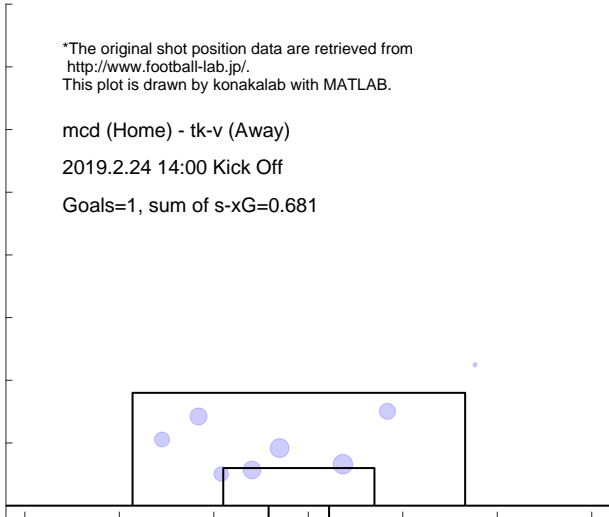 *The original shot position data are retrieved from
http://www.football-lab.jp/.
This plot is drawn by konakalab with MATLAB.
mcd (Home) - tk-v (Away)
2019.2.24 14:00 Kick Off
Goals=1, sum of s-xG=0.681